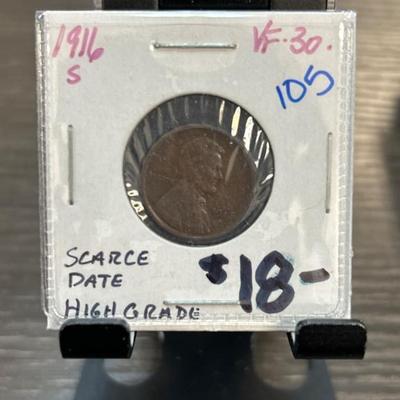 1916 VF-30.
S
105
SCARCE
DATE
HIGH GRADE
$18-